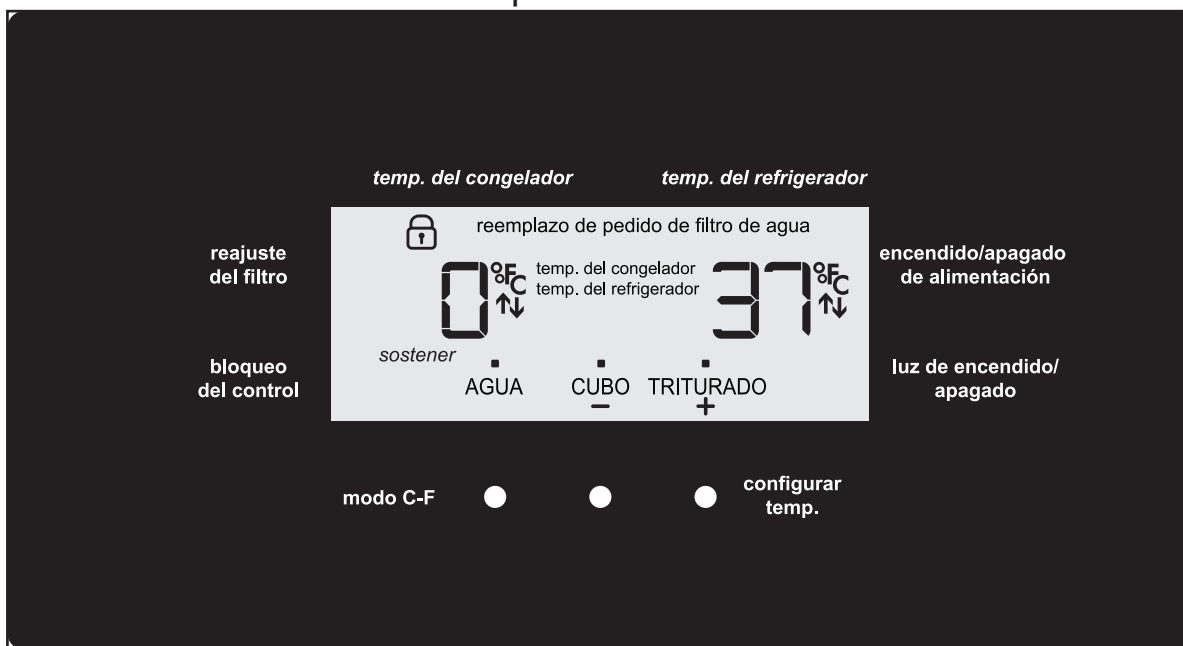 temp. del congelador
temp. del refrigerador
reemplazo de pedido de filtro de agua
reajuste
del filtro
encendido/apagado
de alimentación
0°FC
temp. del congelador
temp. del refrigerador
37°FC
sostener
bloqueo
del control
luz de encendido/
apagado
AGUA
CUBO
TRITURADO
−
+
modo C-F
configurar
temp.